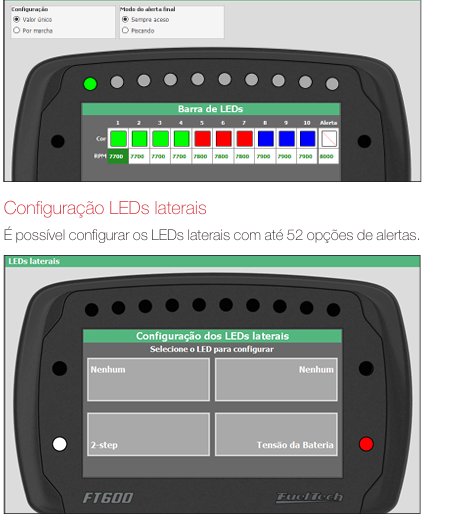 Configuração
Modo do alerta final
Valor único
Sempre aceso
Por marcha
Piscando
Barra de LEDs
1 2 3 4 5 6 7 8 9 10 Alerta
Cor
RPM 7700 7700 7700 7700 7800 7800 7800 7900 7900 7900 8000
Configuração LEDs laterais
É possível configurar os LEDs laterais com até 52 opções de alertas.
LEDs laterais
Configuração dos LEDs laterais
Selecione o LED para configurar
Nenhum
Nenhum
2-step
Tensão da Bateria
FT600
FuelTech